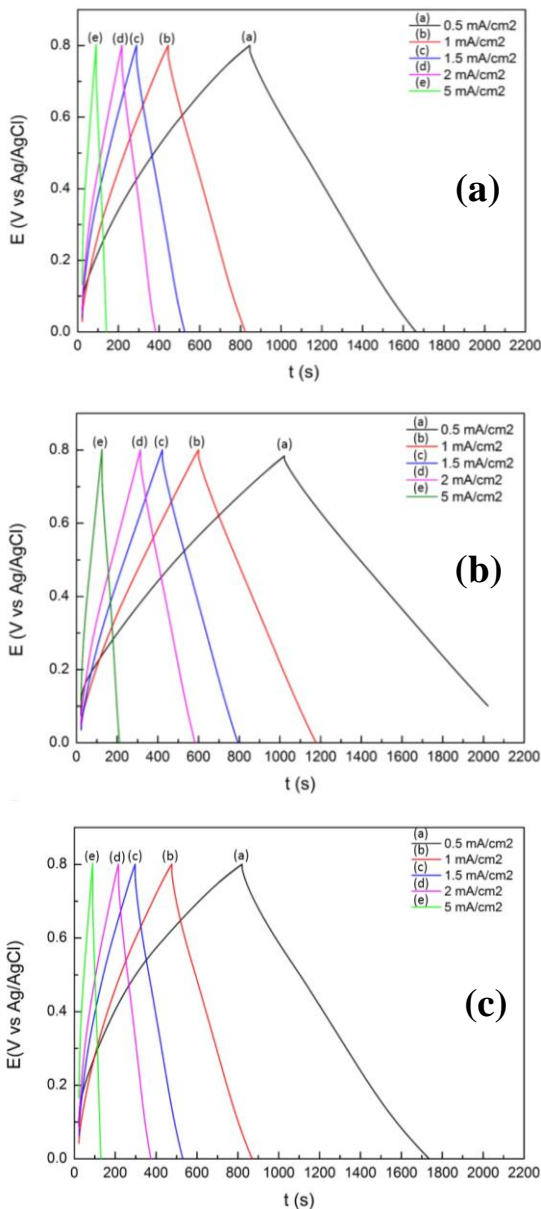 (a) (b) (c) (d) (e)
0.5 mA/cm2
1 mA/cm2
1.5 mA/cm2
2 mA/cm2
5 mA/cm2
(e) (d) (c) (b) (a)
0.8
0.6
0.4
0.2
0.0
E (V vs Ag/AgCl)
(a)
0 200 400 600 800 1000 1200 1400 1600 1800 2000 2200
t (s)
(a) (b) (c) (d) (e)
0.5 mA/cm2
1 mA/cm2
1.5 mA/cm2
2 mA/cm2
5 mA/cm2
(e) (d) (c) (b) (a)
0.8
0.6
0.4
0.2
0.0
E (V vs Ag/AgCl)
(b)
0 200 400 600 800 1000 1200 1400 1600 1800 2000 2200
t (s)
(a) (b) (c) (d) (e)
0.5 mA/cm2
1 mA/cm2
1.5 mA/cm2
2 mA/cm2
5 mA/cm2
(e) (d) (c) (b) (a)
0.8
0.6
0.4
0.2
0.0
E(V vs Ag/AgCl)
(c)
0 200 400 600 800 1000 1200 1400 1600 1800 2000 2200
t (s)